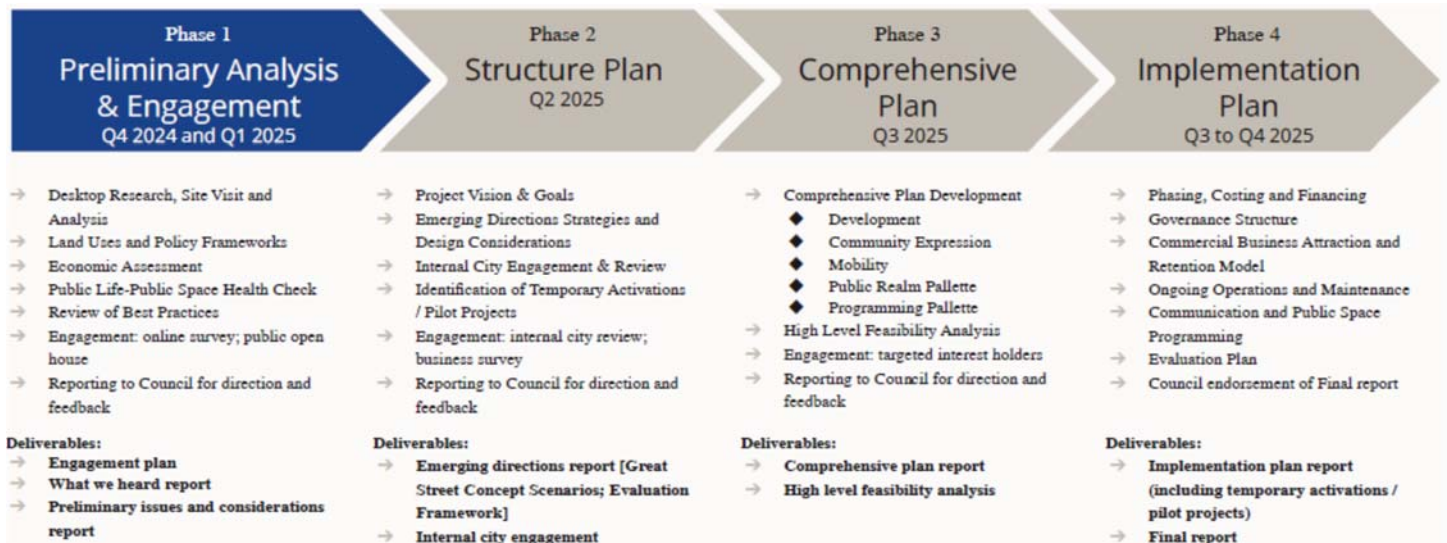 Phase 1
Preliminary Analysis
& Engagement
Q4 2024 and Q1 2025
Phase 2
Structure Plan
Q2 2025
Phase 3
Comprehensive
Plan
Q3 2025
Phase 4
Implementation
Plan
Q3 to Q4 2025
→ Desktop Research, Site Visit and
Analysis
→ Land Uses and Policy Frameworks
→ Economic Assessment
→ Public Life-Public Space Health Check
→ Review of Best Practices
→ Engagement: online survey; public open
house
→ Reporting to Council for direction and
feedback
Deliverables:
→ Engagement plan
→ What we heard report
→ Preliminary issues and considerations
report
→ Project Vision & Goals
→ Emerging Directions Strategies and
Design Considerations
→ Internal City Engagement & Review
→ Identification of Temporary Activations
/ Pilot Projects
→ Engagement: internal city review;
business survey
→ Reporting to Council for direction and
feedback
Deliverables:
→ Emerging directions report [Great
Street Concept Scenarios; Evaluation
Framework]
→ Internal city engagement
→ Comprehensive Plan Development
◆ Development
◆ Community Expression
◆ Mobility
◆ Public Realm Pallette
◆ Programming Pallette
→ High Level Feasibility Analysis
→ Engagement: targeted interest holders
→ Reporting to Council for direction and
feedback
Deliverables:
→ Comprehensive plan report
→ High level feasibility analysis
→ Phasing, Costing and Financing
→ Governance Structure
→ Commercial Business Attraction and
Retention Model
→ Ongoing Operations and Maintenance
→ Communication and Public Space
Programming
→ Evaluation Plan
→ Council endorsement of Final report
Deliverables:
→ Implementation plan report
(including temporary activations /
pilot projects)
→ Final report